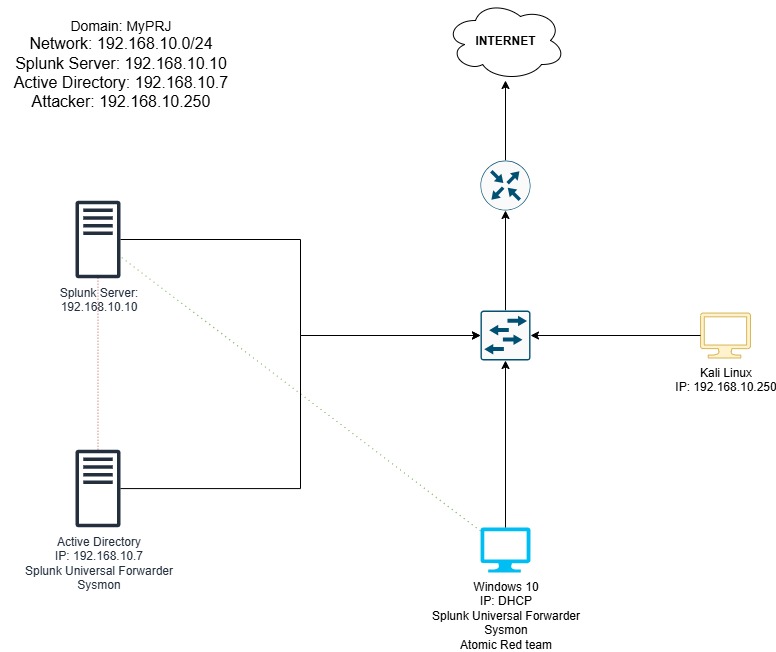 Domain: MyPRJ
Network: 192.168.10.0/24
Splunk Server: 192.168.10.10
Active Directory: 192.168.10.7
Attacker: 192.168.10.250
INTERNET
Splunk Server:
192.168.10.10
Kali Linux
IP: 192.168.10.250
Active Directory
IP: 192.168.10.7
Splunk Universal Forwarder
Sysmon
Windows 10
IP: DHCP
Splunk Universal Forwarder
Sysmon
Atomic Red team